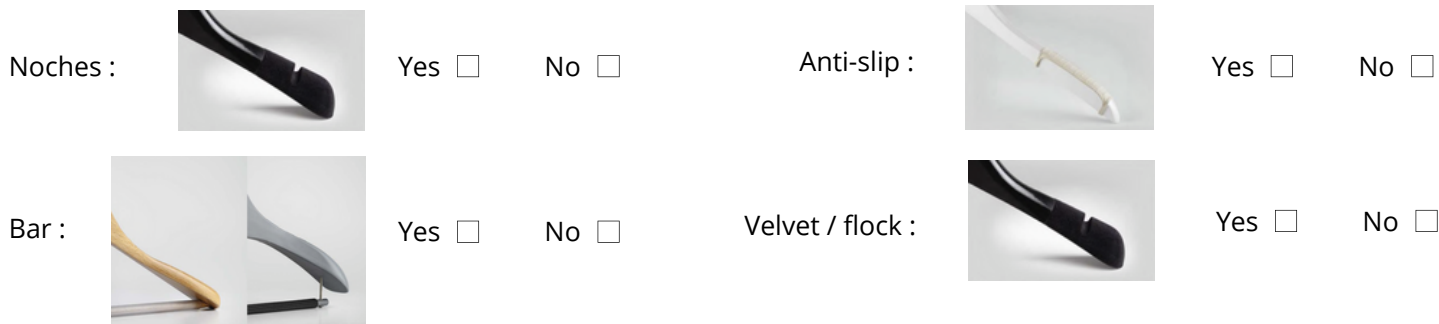 Noches : Yes ☐ No ☐ Anti-slip : Yes ☐ No ☐
Bar : Yes ☐ No ☐ Velvet / flock : Yes ☐ No ☐